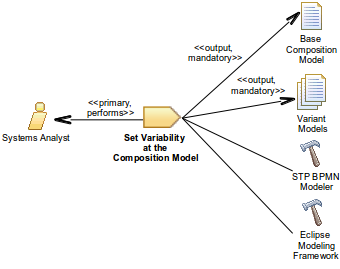 <<output,
mandatory>>
Base
Composition
Model
<<primary,
performs>>
<<output,
mandatory>>
Systems Analyst
Set Variability
at the
Composition Model
Variant
Models
STP BPMN
Modeler
Eclipse
Modeling
Framework